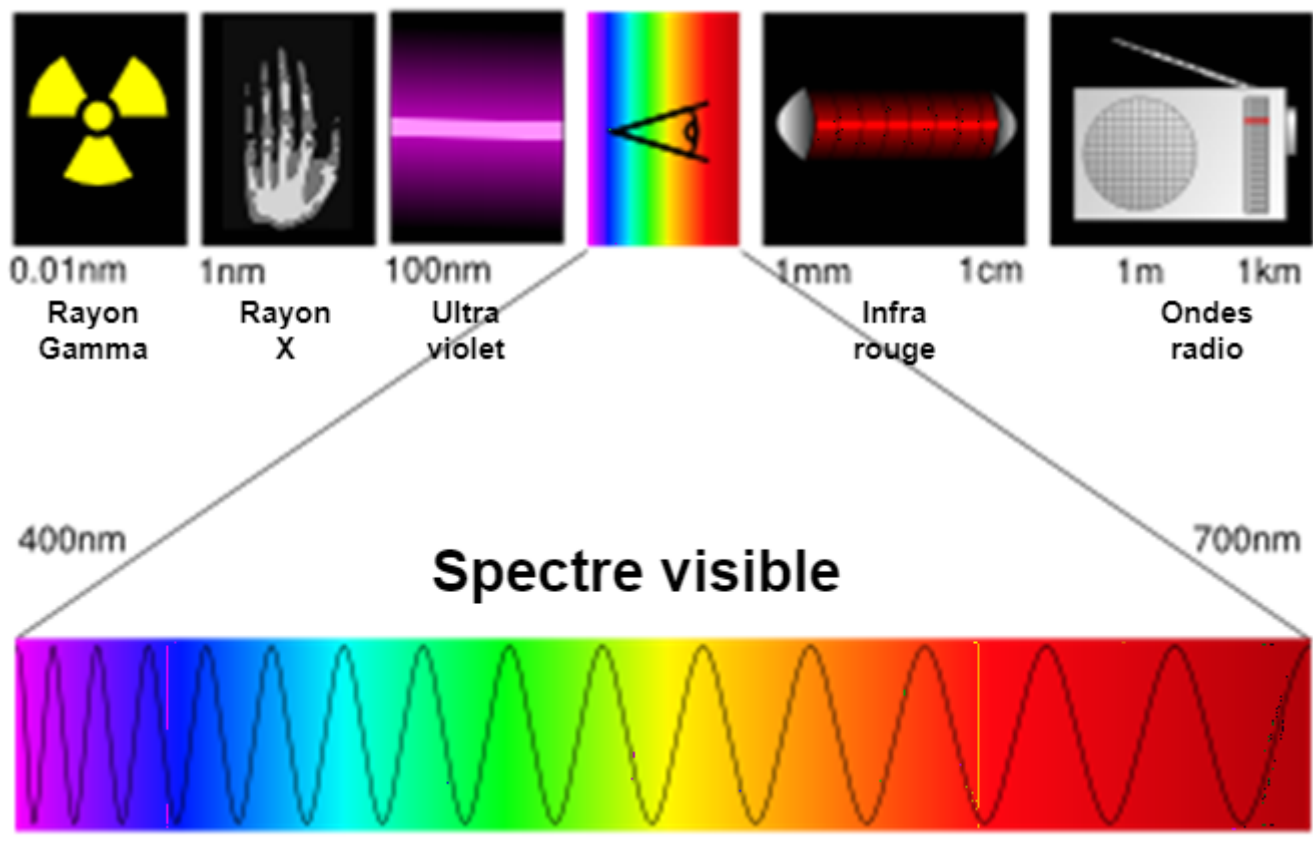 0.01nm 1nm 100nm 1mm 1cm 1m 1km
Rayon Rayon Ultra Infra Ondes
Gamma X violet rouge radio
400nm 700nm
Spectre visible